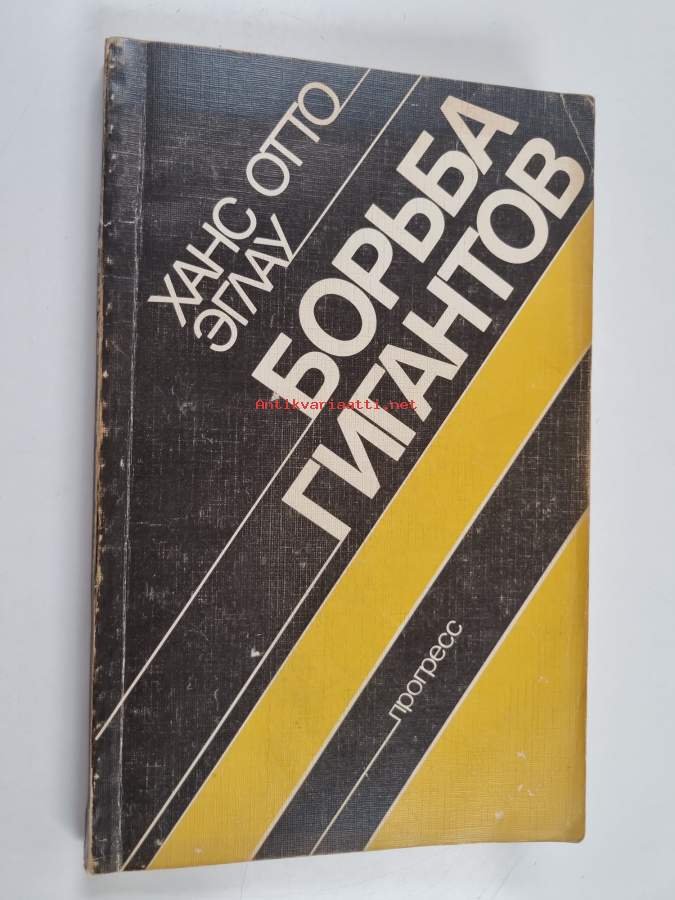 ХАНС ОТТО
ЭГЛАУ
БОРЬБА
ГИГАНТОВ
Antikvariaatti.net
прогресс